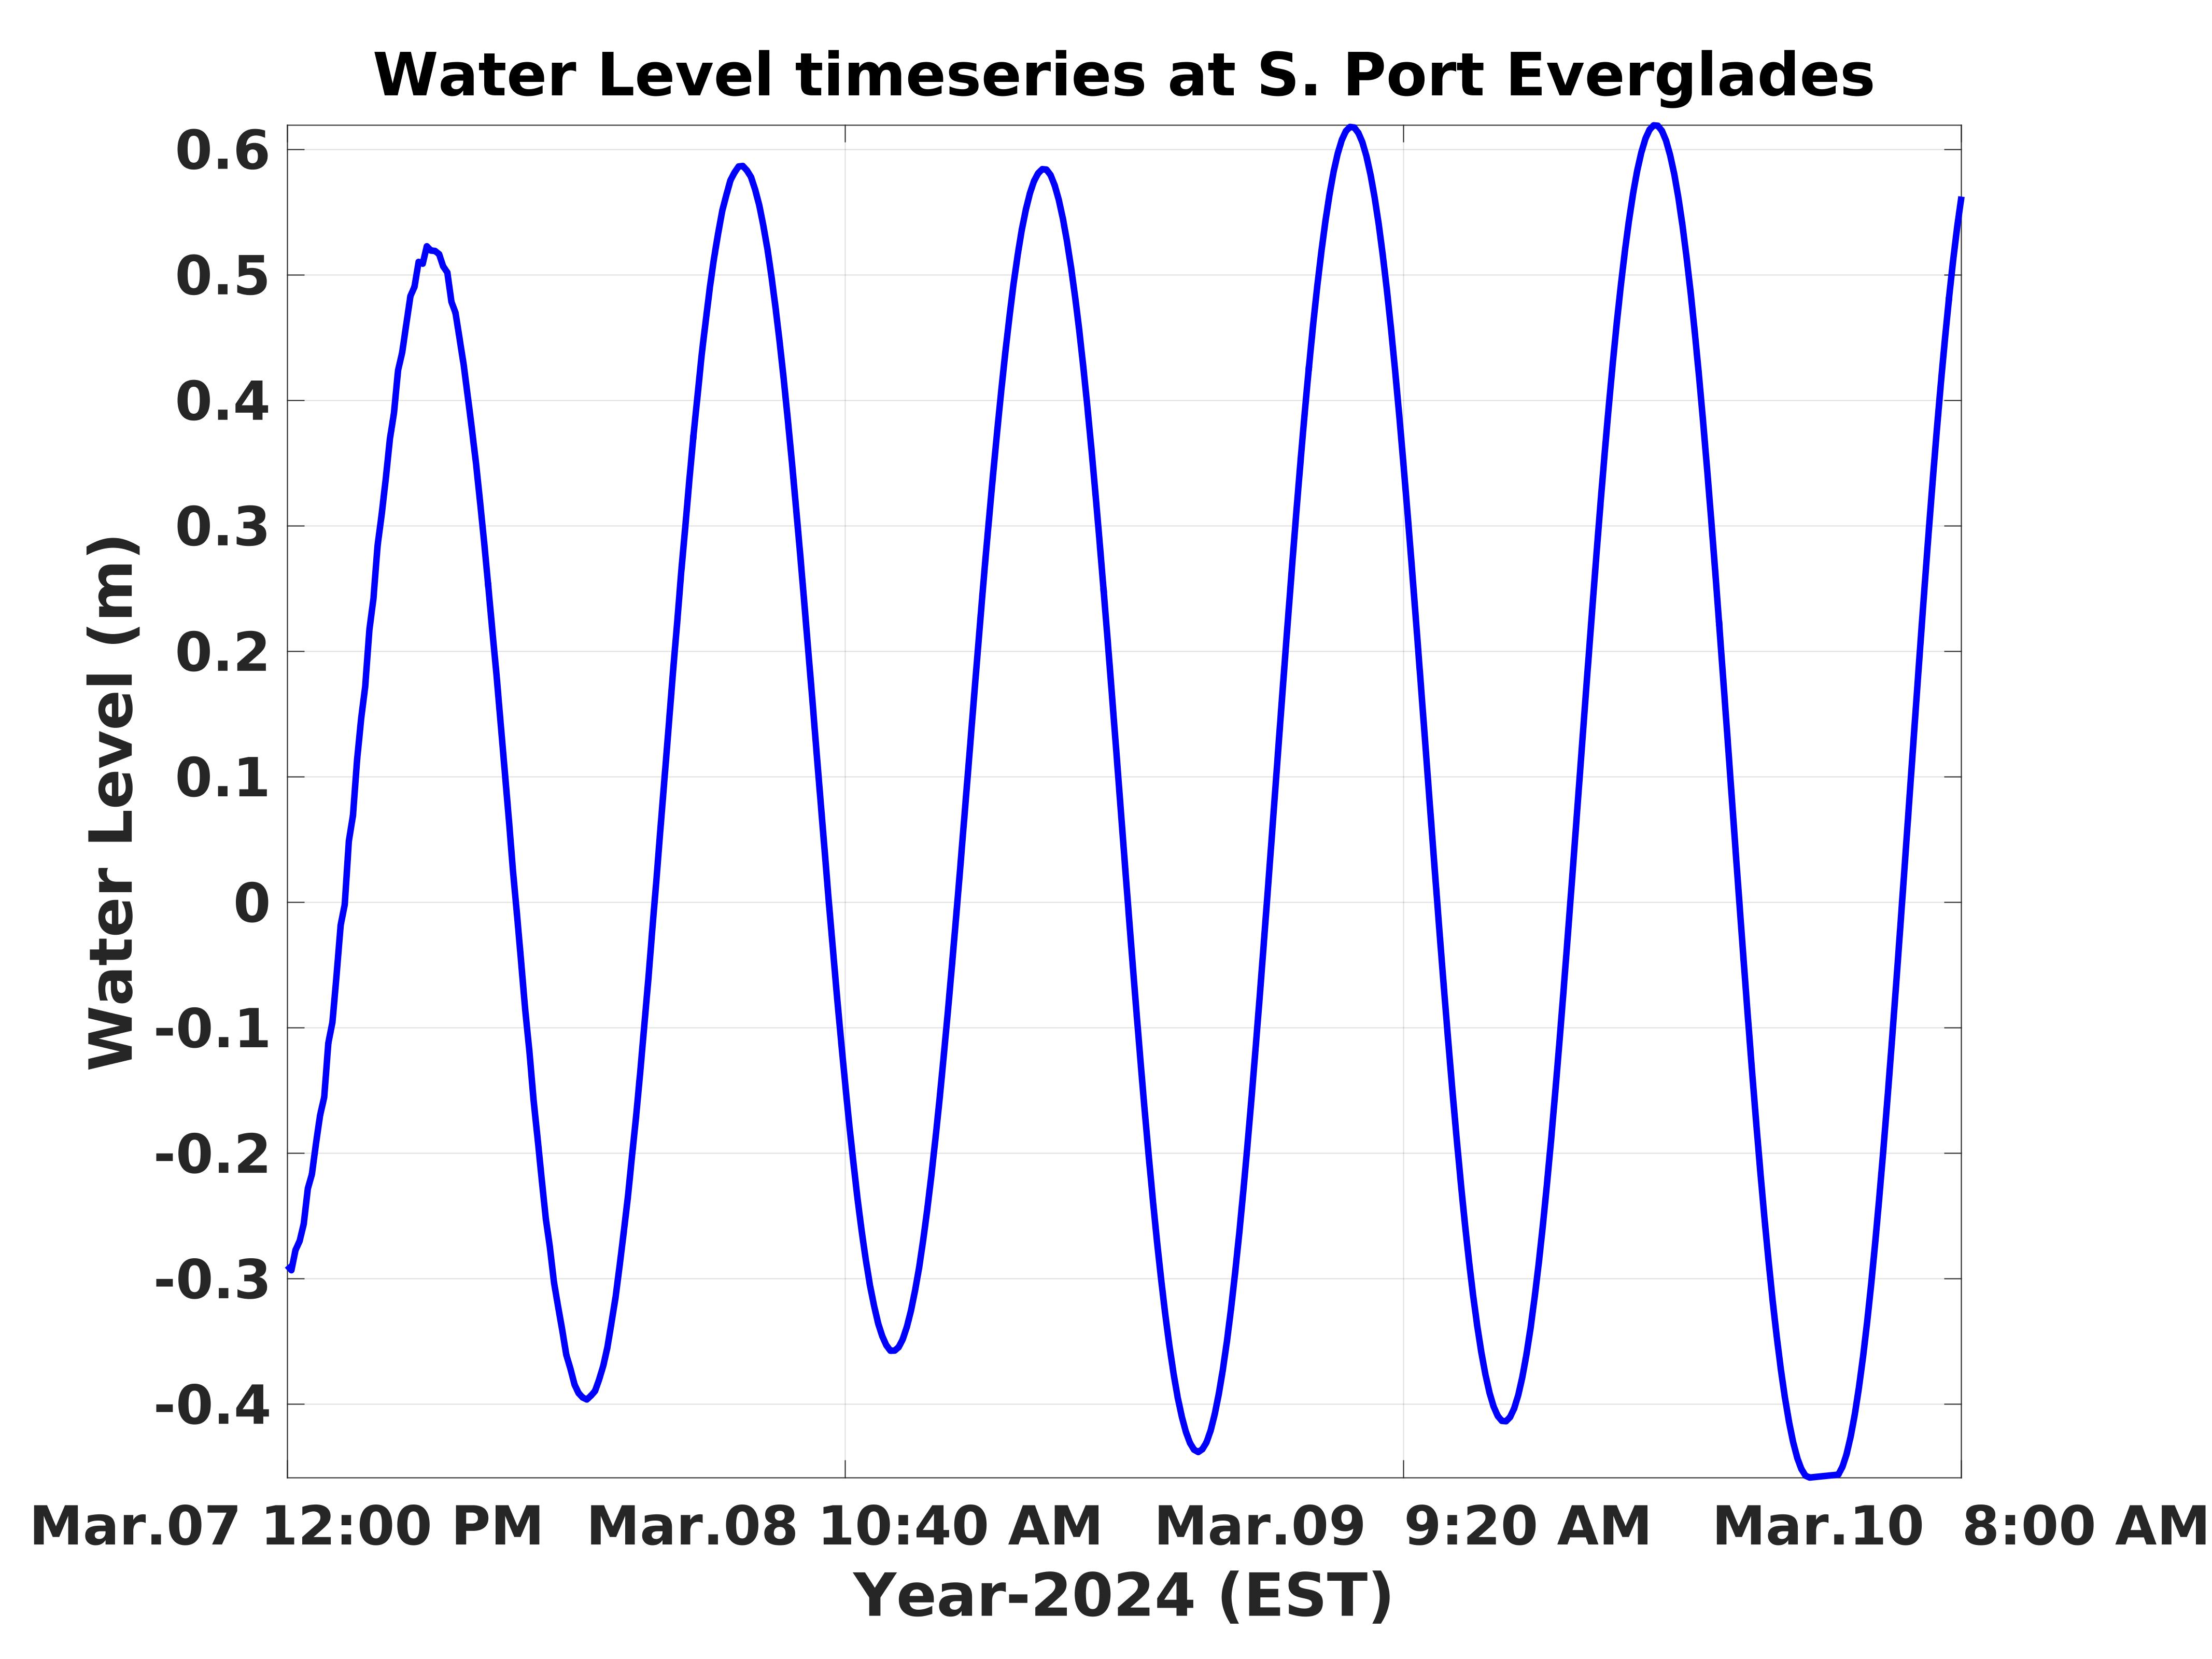 Water Level timeseries at S. Port Everglades
0.6
0.5
0.4
0.3
0.2
0.1
0
-0.1
-0.2
-0.3
-0.4
Water Level (m)
Mar.07 12:00 PM Mar.08 10:40 AM Mar.09 9:20 AM Mar.10 8:00 AM
Year-2024 (EST)